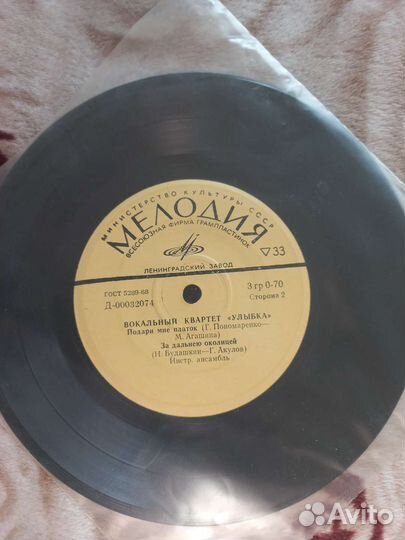 МИНИСТЕРСТВО КУЛЬТУРЫ СССР
МЕЛОДИЯ
ВСЕСОЮЗНАЯ ФИРМА ГРАМПЛАСТИНОК
33
ЛЕНИНГРАДСКИЙ ЗАВОД
ГОСТ 5289-68
3 гр 0-70
Д-00032074
Сторона 2
ВОКАЛЬНЫЙ КВАРТЕТ «УЛЫБКА»
Подари мне платок (Г. Пономаренко—
М. Агашина)
За дальнею околицей
(Н. Будашкин—Г. Акулов)
Инстр. ансамбль
Avito